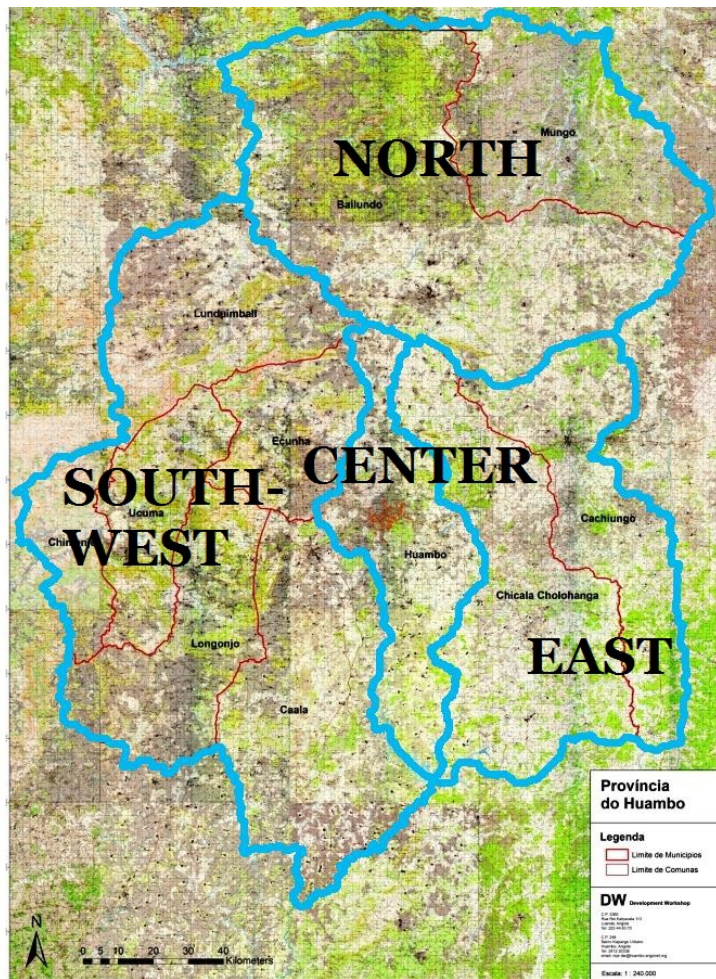 NORTH
Mungo
Bailundo
Lunduimbali
Ecunha
SOUTH-
WEST
CENTER
Ucuma
Cachiungo
Huambo
Chicala Cholohanga
EAST
Longonjo
Caala
Província
do Huambo
Legenda
Limite de Municipios
Limite de Comunas
DW Development Workshop
N
0 5 10 20 30 40
Kilometers
Escala: 1 : 240.000